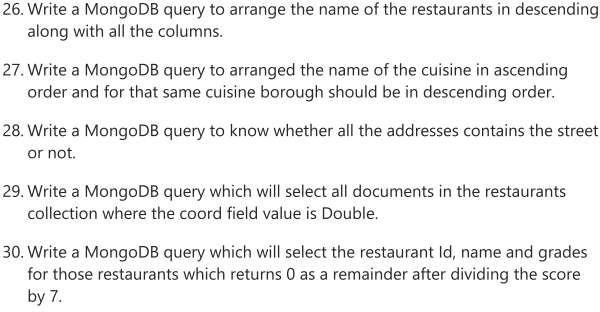 26. Write a MongoDB query to arrange the name of the restaurants in descending
along with all the columns.
27. Write a MongoDB query to arranged the name of the cuisine in ascending
order and for that same cuisine borough should be in descending order.
28. Write a MongoDB query to know whether all the addresses contains the street
or not.
29. Write a MongoDB query which will select all documents in the restaurants
collection where the coord field value is Double.
30. Write a MongoDB query which will select the restaurant Id, name and grades
for those restaurants which returns 0 as a remainder after dividing the score
by 7.